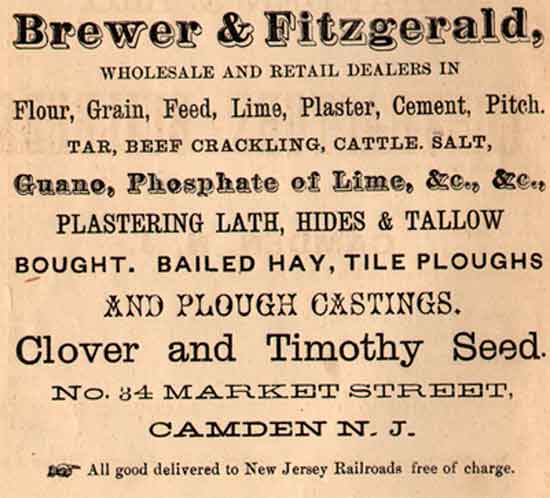 Brewer & Fitzgerald,
WHOLESALE AND RETAIL DEALERS IN
Flour, Grain, Feed, Lime, Plaster, Cement, Pitch.
TAR, BEEF CRACKLING, CATTLE. SALT,
Guano, Phosphate of Lime, &c., &c.,
PLASTERING LATH, HIDES & TALLOW
BOUGHT. BAILED HAY, TILE PLOUGHS
AND PLOUGH CASTINGS.
Clover and Timothy Seed.
No. 34 MARKET STREET,
CAMDEN N. J.
☞ All good delivered to New Jersey Railroads free of charge.